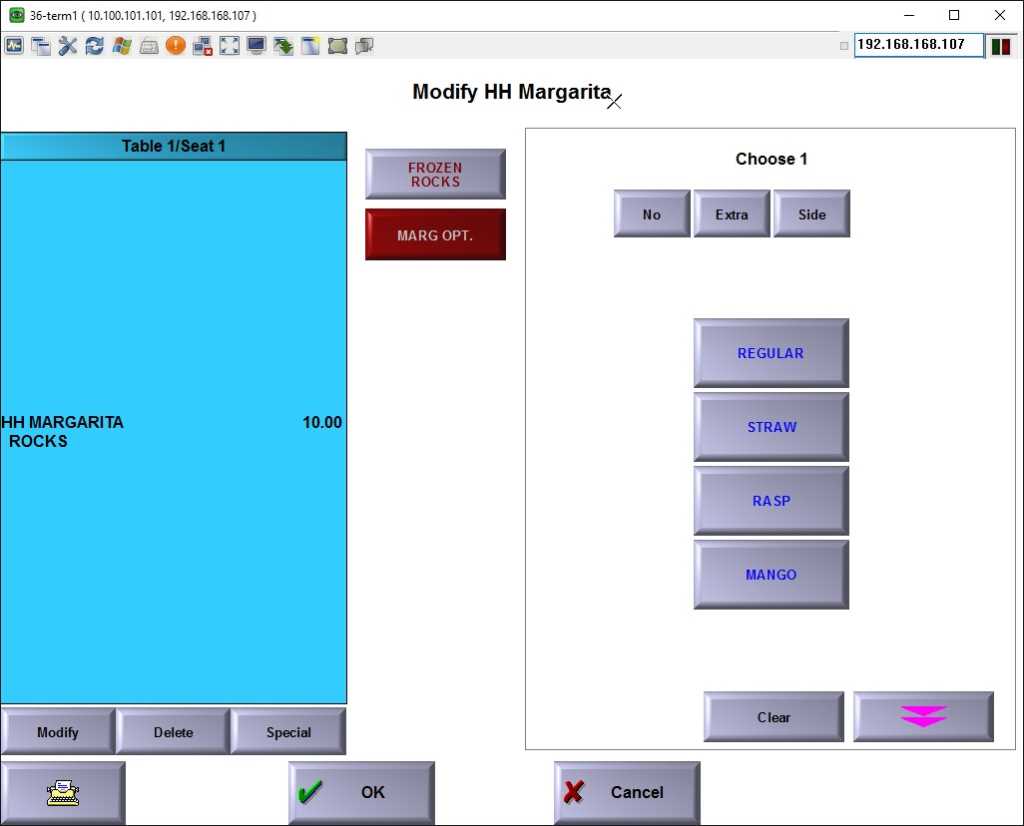 36-term1 ( 10.100.101.101, 192.168.168.107 )
192.168.168.107
Modify HH Margarita
Table 1/Seat 1
HH MARGARITA 10.00
ROCKS
FROZEN
ROCKS
MARG OPT.
Choose 1
No Extra Side
REGULAR
STRAW
RASP
MANGO
Clear
Modify Delete Special
OK Cancel